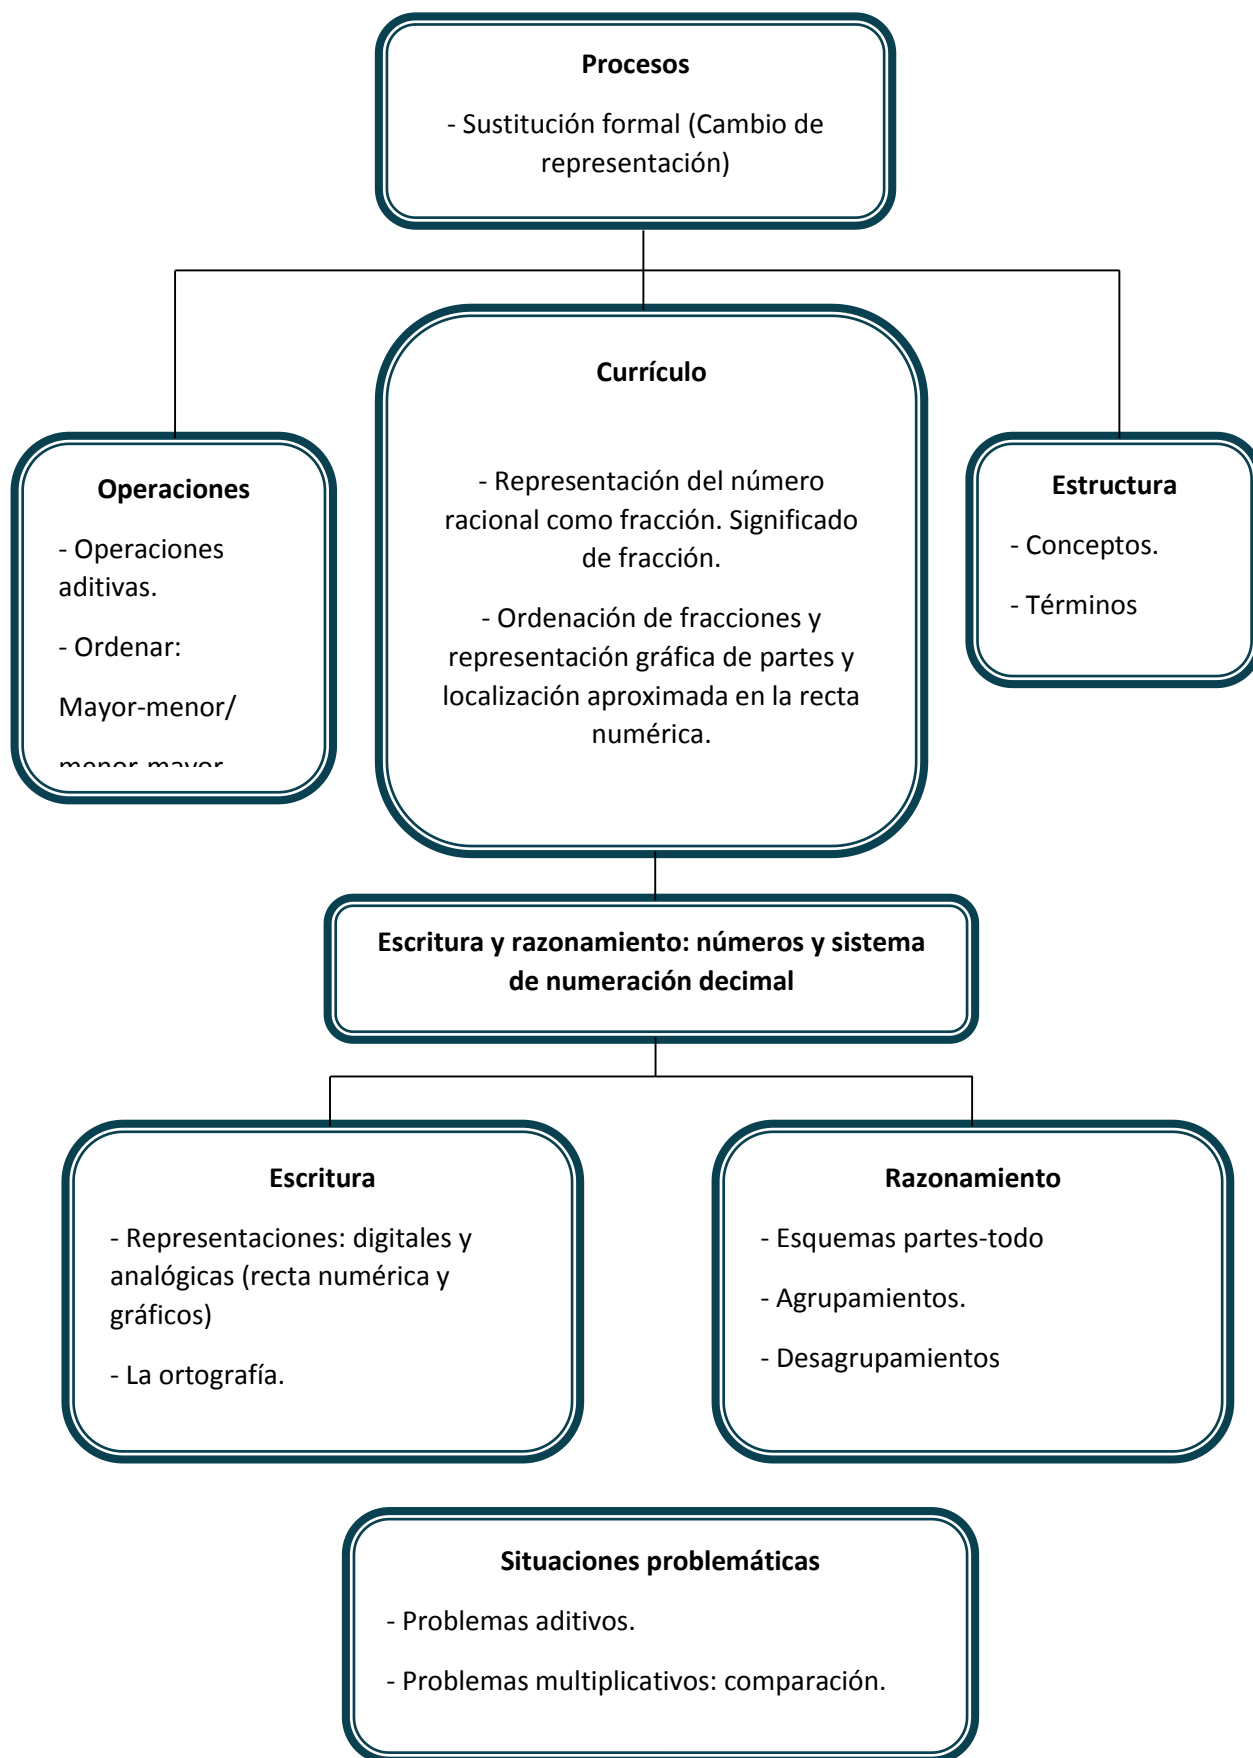 Procesos
- Sustitución formal (Cambio de
representación)
Currículo
- Representación del número
racional como fracción. Significado
de fracción.
- Ordenación de fracciones y
representación gráfica de partes y
localización aproximada en la recta
numérica.
Operaciones
- Operaciones
aditivas.
- Ordenar:
Mayor-menor/
menor-mayor
Estructura
- Conceptos.
- Términos
Escritura y razonamiento: números y sistema
de numeración decimal
Escritura
- Representaciones: digitales y
analógicas (recta numérica y
gráficos)
- La ortografía.
Razonamiento
- Esquemas partes-todo
- Agrupamientos.
- Desagrupamientos
Situaciones problemáticas
- Problemas aditivos.
- Problemas multiplicativos: comparación.